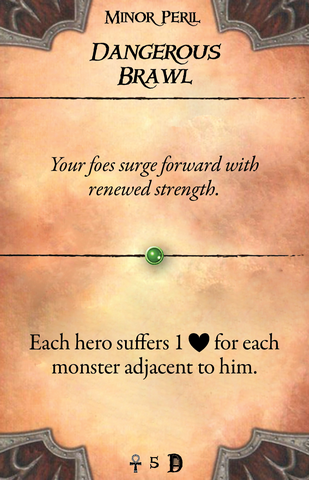 Minor Peril
Dangerous
Brawl
Your foes surge forward with
renewed strength.
Each hero suffers 1 ♥ for each
monster adjacent to him.
☥ 5 D